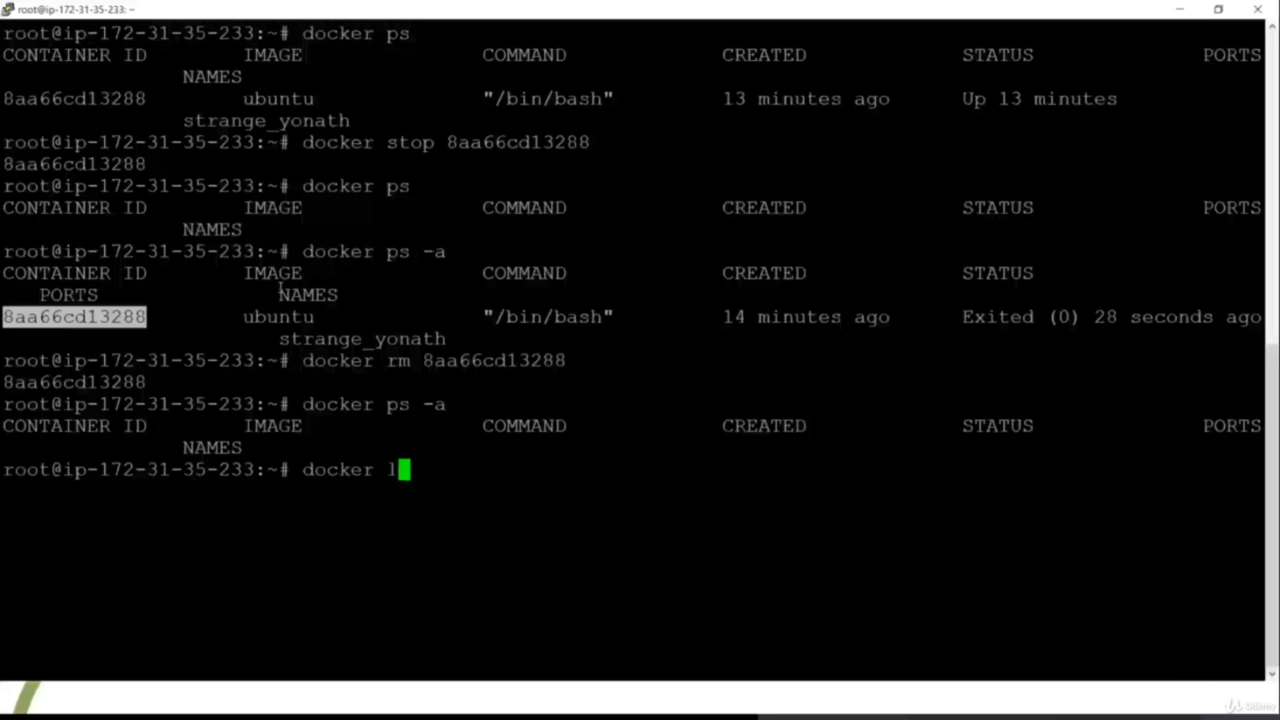 root@ip-172-31-35-233: ~
root@ip-172-31-35-233:~# docker ps
CONTAINER ID IMAGE COMMAND CREATED STATUS PORTS
NAMES
8aa66cd13288 ubuntu "/bin/bash" 13 minutes ago Up 13 minutes
strange_yonath
root@ip-172-31-35-233:~# docker stop 8aa66cd13288
8aa66cd13288
root@ip-172-31-35-233:~# docker ps
CONTAINER ID IMAGE COMMAND CREATED STATUS PORTS
NAMES
root@ip-172-31-35-233:~# docker ps -a
CONTAINER ID IMAGE COMMAND CREATED STATUS
PORTS NAMES
8aa66cd13288 ubuntu "/bin/bash" 14 minutes ago Exited (0) 28 seconds ago
strange_yonath
root@ip-172-31-35-233:~# docker rm 8aa66cd13288
8aa66cd13288
root@ip-172-31-35-233:~# docker ps -a
CONTAINER ID IMAGE COMMAND CREATED STATUS PORTS
NAMES
root@ip-172-31-35-233:~# docker l
Udemy